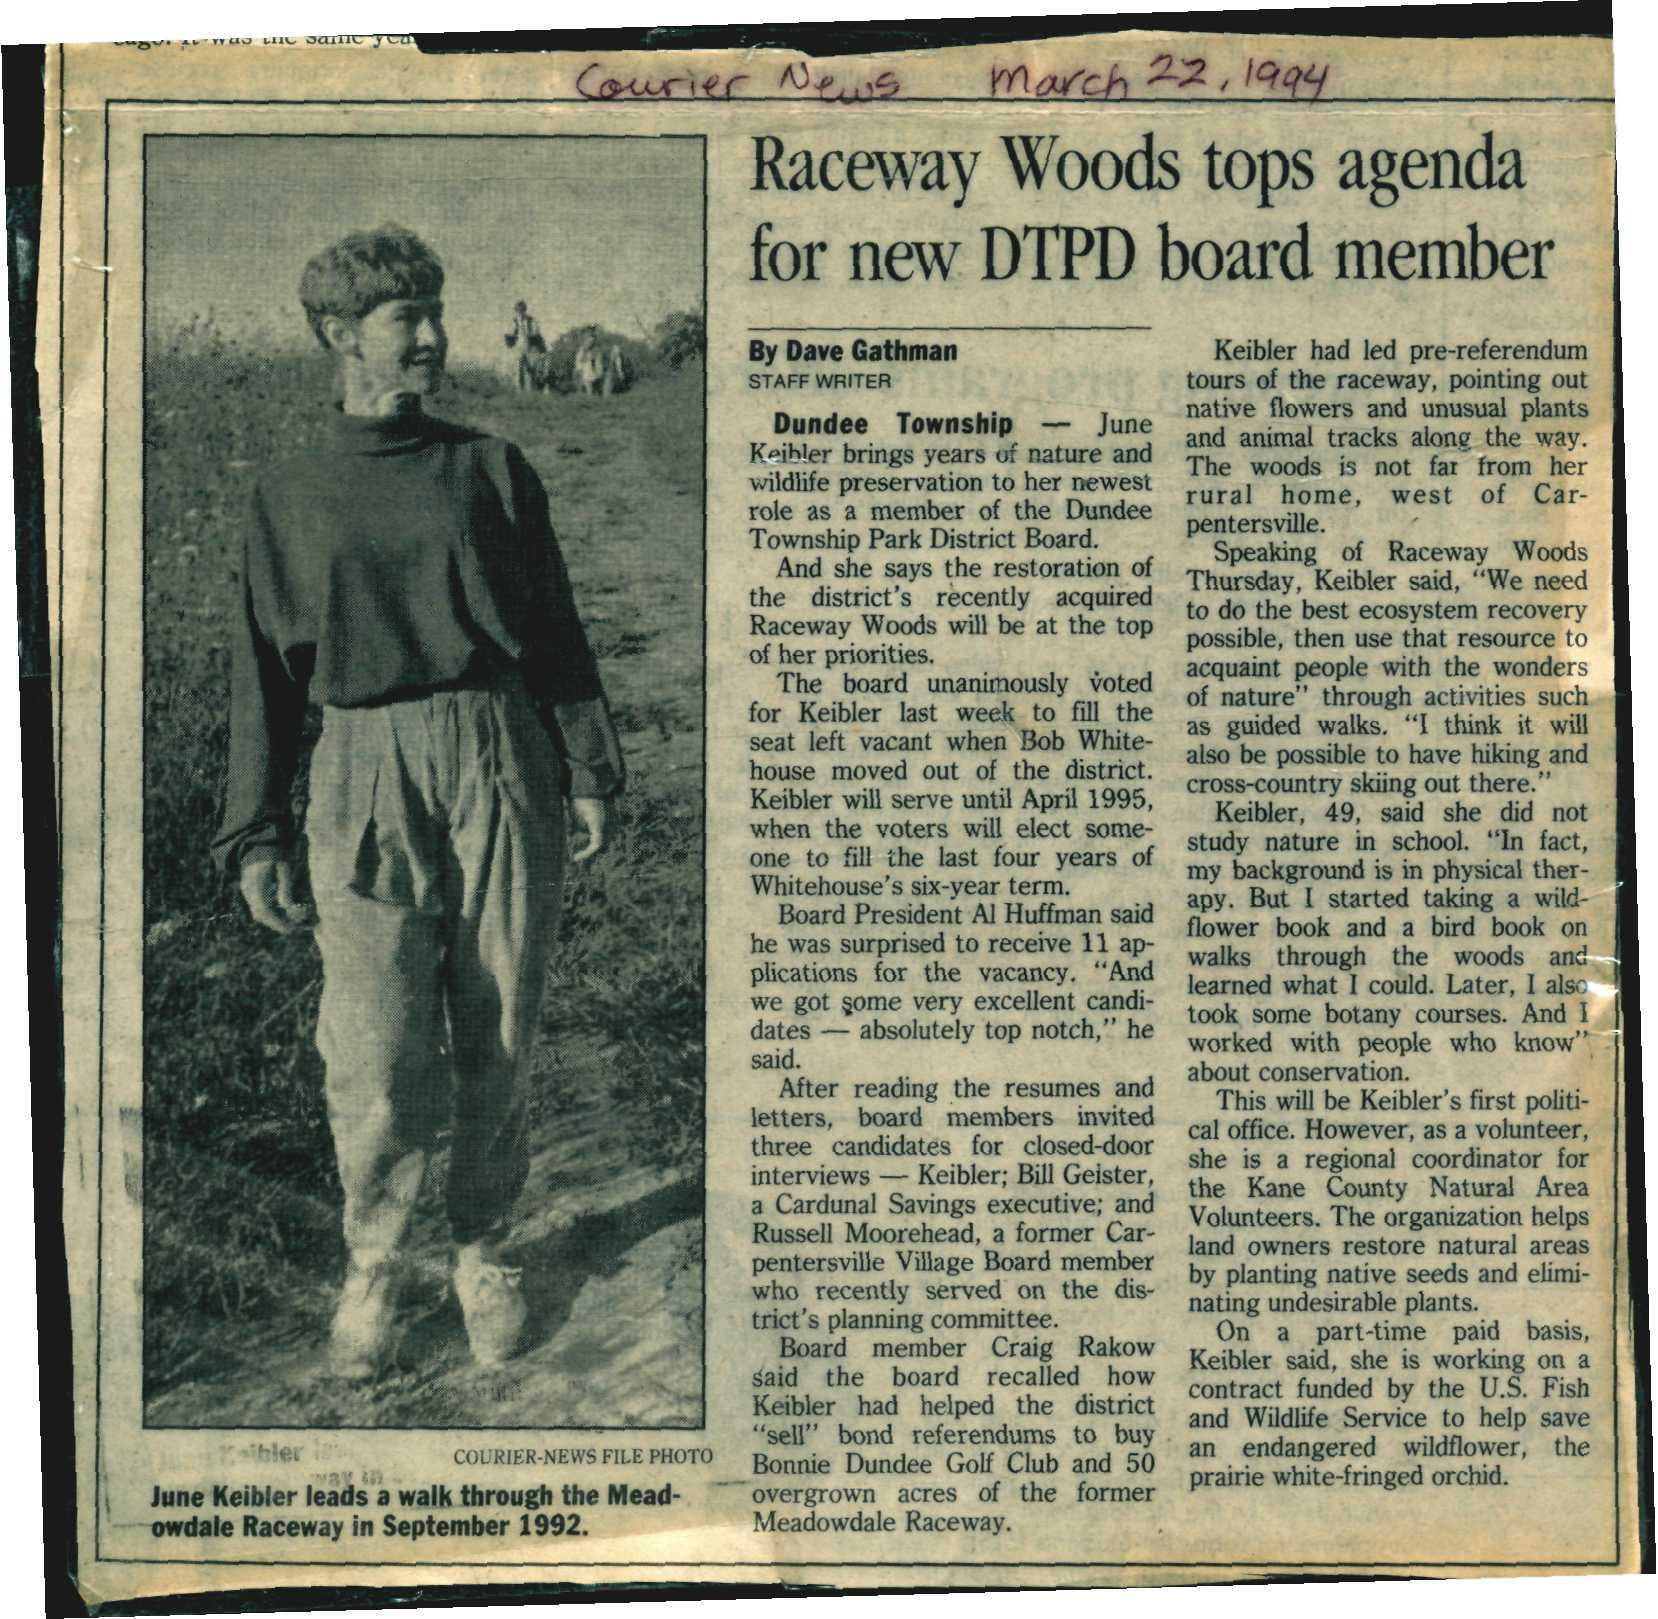 Courier News March 22, 1994
Raceway Woods tops agenda
for new DTPD board member
By Dave Gathman
STAFF WRITER
Dundee Township — June
Keibler brings years of nature and
wildlife preservation to her newest
role as a member of the Dundee
Township Park District Board.
And she says the restoration of
the district's recently acquired
Raceway Woods will be at the top
of her priorities.
The board unanimously voted
for Keibler last week to fill the
seat left vacant when Bob White-
house moved out of the district.
Keibler will serve until April 1995,
when the voters will elect some-
one to fill the last four years of
Whitehouse's six-year term.
Board President Al Huffman said
he was surprised to receive 11 ap-
plications for the vacancy. “And
we got some very excellent candi-
dates — absolutely top notch,” he
said.
After reading the resumes and
letters, board members invited
three candidates for closed-door
interviews — Keibler; Bill Geister,
a Cardunal Savings executive; and
Russell Moorehead, a former Car-
pentersville Village Board member
who recently served on the dis-
trict's planning committee.
Board member Craig Rakow
said the board recalled how
Keibler had helped the district
“sell” bond referendums to buy
Bonnie Dundee Golf Club and 50
overgrown acres of the former
Meadowdale Raceway.
Keibler had led pre-referendum
tours of the raceway, pointing out
native flowers and unusual plants
and animal tracks along the way.
The woods is not far from her
rural home, west of Car-
pentersville.
Speaking of Raceway Woods
Thursday, Keibler said, “We need
to do the best ecosystem recovery
possible, then use that resource to
acquaint people with the wonders
of nature” through activities such
as guided walks. “I think it will
also be possible to have hiking and
cross-country skiing out there.”
Keibler, 49, said she did not
study nature in school. “In fact,
my background is in physical ther-
apy. But I started taking a wild-
flower book and a bird book on
walks through the woods and
learned what I could. Later, I also
took some botany courses. And I
worked with people who know”
about conservation.
This will be Keibler's first politi-
cal office. However, as a volunteer,
she is a regional coordinator for
the Kane County Natural Area
Volunteers. The organization helps
land owners restore natural areas
by planting native seeds and elimi-
nating undesirable plants.
On a part-time paid basis,
Keibler said, she is working on a
contract funded by the U.S. Fish
and Wildlife Service to help save
an endangered wildflower, the
prairie white-fringed orchid.
COURIER-NEWS FILE PHOTO
June Keibler leads a walk through the Mead-
owdale Raceway in September 1992.